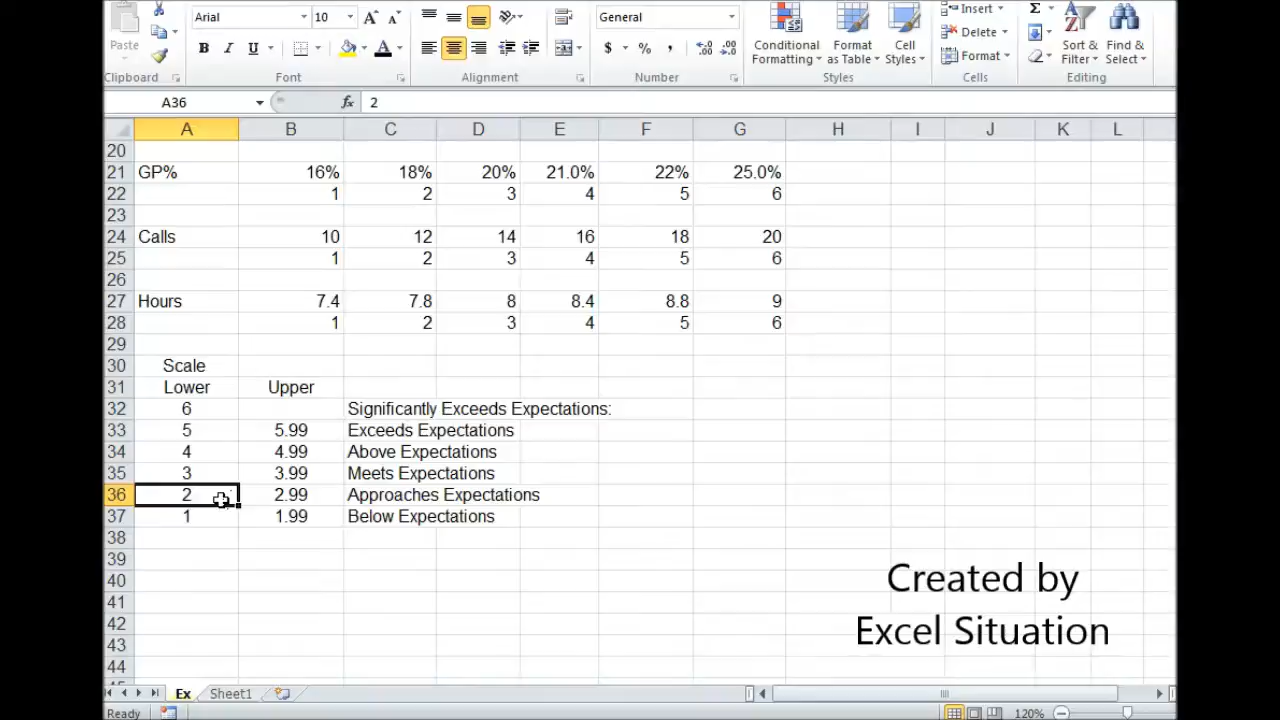 Arial 10 General
Paste B I U $ % , Conditional Formatting Format as Table Cell Styles Insert Delete Format Σ Sort & Filter Find & Select
Clipboard Font Alignment Number Styles Cells Editing
A36 fx 2
A B C D E F G H I J K L
20
21 GP% 16% 18% 20% 21.0% 22% 25.0%
22 1 2 3 4 5 6
23
24 Calls 10 12 14 16 18 20
25 1 2 3 4 5 6
26
27 Hours 7.4 7.8 8 8.4 8.8 9
28 1 2 3 4 5 6
29
30 Scale
31 Lower Upper
32 6 Significantly Exceeds Expectations:
33 5 5.99 Exceeds Expectations
34 4 4.99 Above Expectations
35 3 3.99 Meets Expectations
36 2 2.99 Approaches Expectations
37 1 1.99 Below Expectations
38
39
40
41
42
43
44
Created by
Excel Situation
Ex Sheet1
Ready 120%